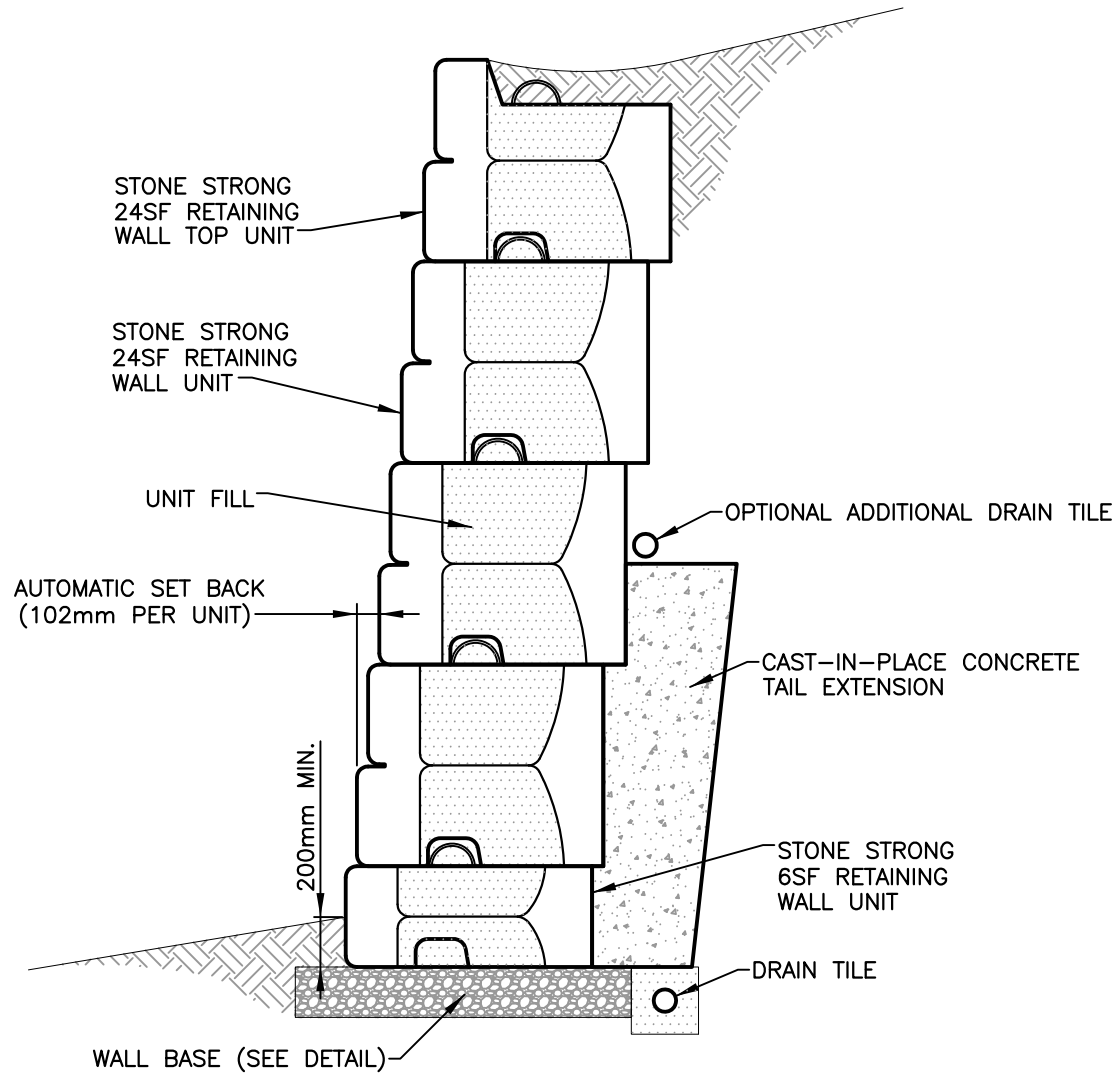 STONE STRONG
24SF RETAINING
WALL TOP UNIT
STONE STRONG
24SF RETAINING
WALL UNIT
UNIT FILL
OPTIONAL ADDITIONAL DRAIN TILE
AUTOMATIC SET BACK
(102mm PER UNIT)
CAST-IN-PLACE CONCRETE
TAIL EXTENSION
200mm MIN.
STONE STRONG
6SF RETAINING
WALL UNIT
DRAIN TILE
WALL BASE (SEE DETAIL)